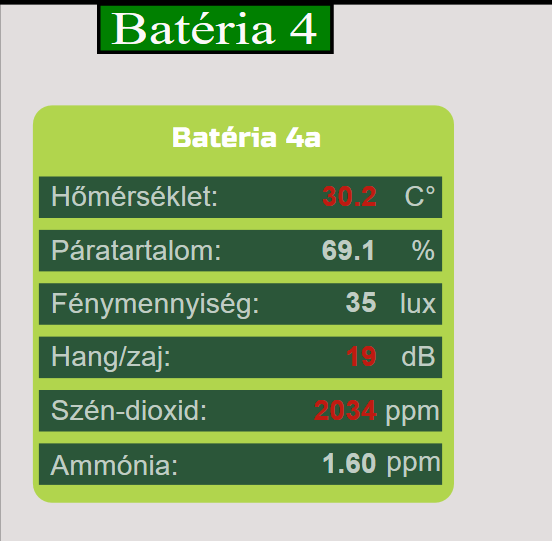 Batéria 4
Batéria 4a
Hőmérséklet: 30.2 C°
Páratartalom: 69.1 %
Fénymennyiség: 35 lux
Hang/zaj: 19 dB
Szén-dioxid: 2034 ppm
Ammónia: 1.60 ppm